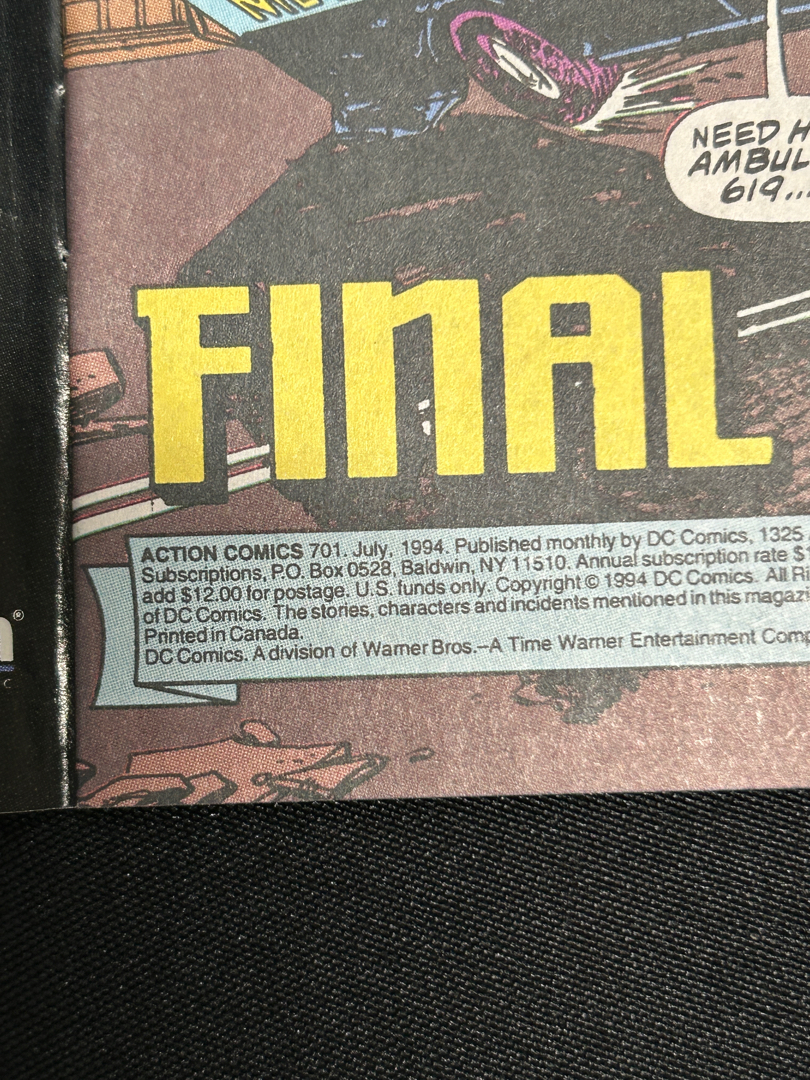 NEED
AMBUL
619...
FINAL
ACTION COMICS 701. July, 1994. Published monthly by DC Comics, 1325
Subscriptions, P.O. Box 0528, Baldwin, NY 11510. Annual subscription rate $
add $12.00 for postage. U.S. funds only. Copyright © 1994 DC Comics. All Ri
of DC Comics. The stories, characters and incidents mentioned in this magazi
Printed in Canada.
DC Comics. A division of Warner Bros.–A Time Warner Entertainment Comp